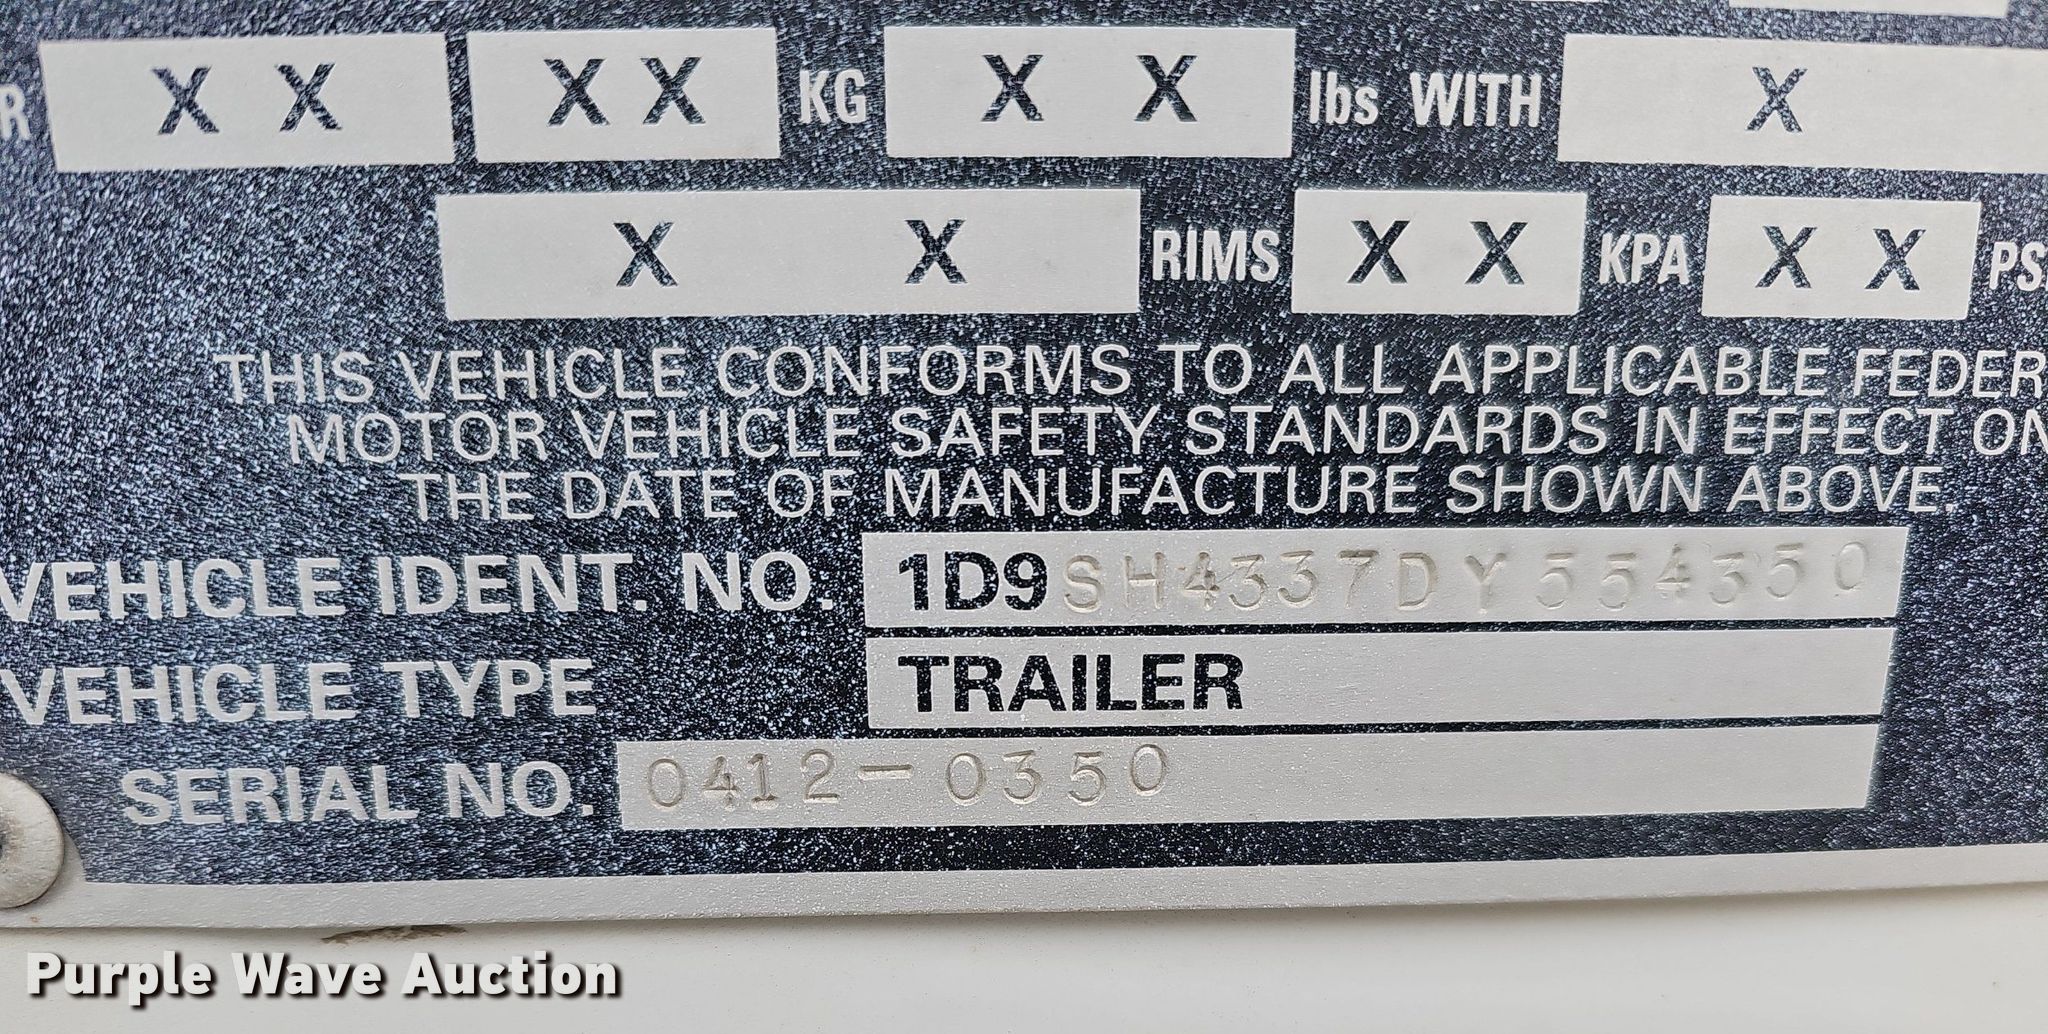 R XX XX KG X X lbs WITH X
X X RIMS XX KPA XX PS
THIS VEHICLE CONFORMS TO ALL APPLICABLE FEDER
MOTOR VEHICLE SAFETY STANDARDS IN EFFECT ON
THE DATE OF MANUFACTURE SHOWN ABOVE.
VEHICLE IDENT. NO. 1D9SH4337DY554350
VEHICLE TYPE TRAILER
SERIAL NO. 0412-0350
Purple Wave Auction